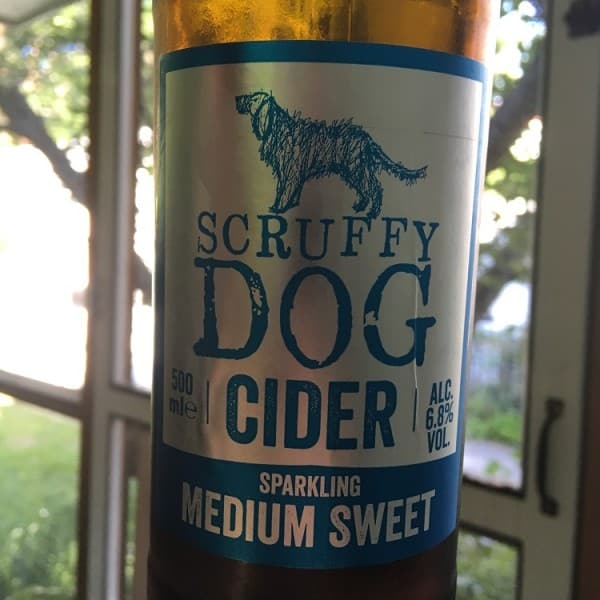 SCRUFFY
DOG
500 mle
CIDER
ALC. 6.8% VOL.
SPARKLING
MEDIUM SWEET